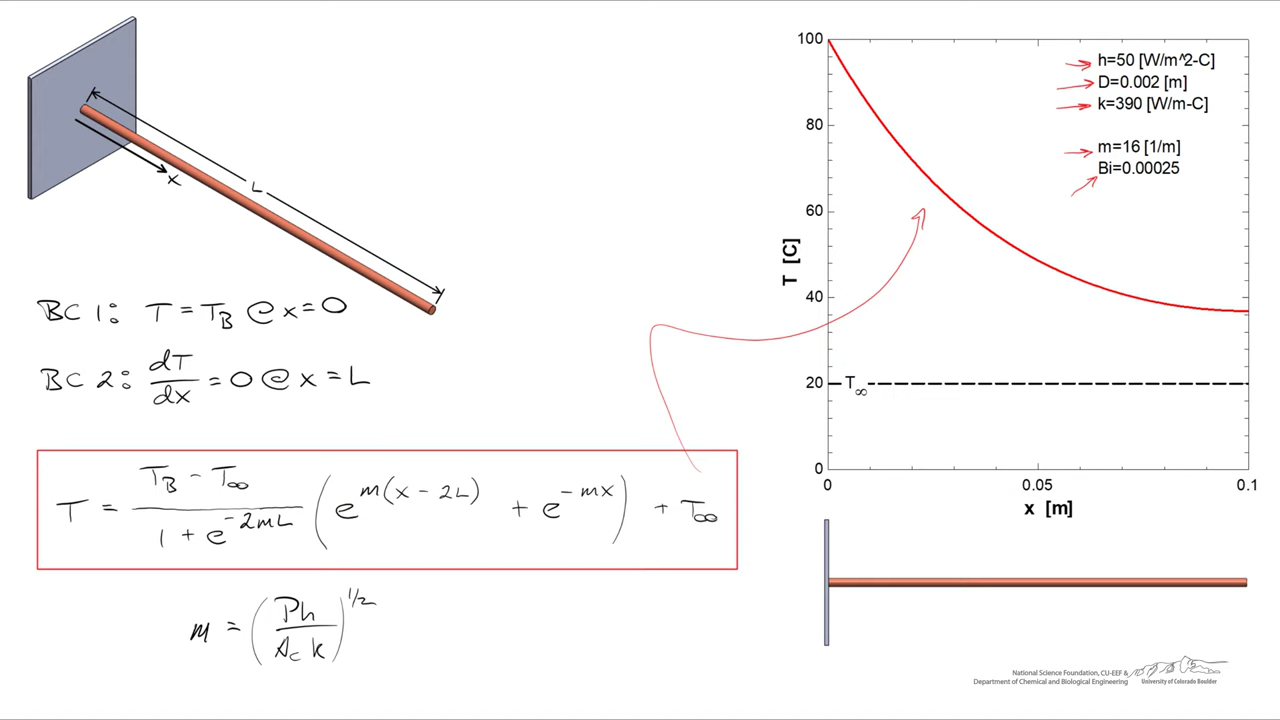 x
L
BC 1: T = T_B @ x = 0
BC 2: dT/dx = 0 @ x = L
T = (T_B - T_∞)/(1 + e^(-2mL)) (e^(m(x - 2L)) + e^(-mx)) + T_∞
m = (Ph/(A_c k))^(1/2)
100
80
60
40
20
0
T [C]
h=50 [W/m^2-C]
D=0.002 [m]
k=390 [W/m-C]
m=16 [1/m]
Bi=0.00025
T_∞
0 0.05 0.1
x [m]
National Science Foundation, CU-EEF &
Department of Chemical and Biological Engineering
University of Colorado Boulder